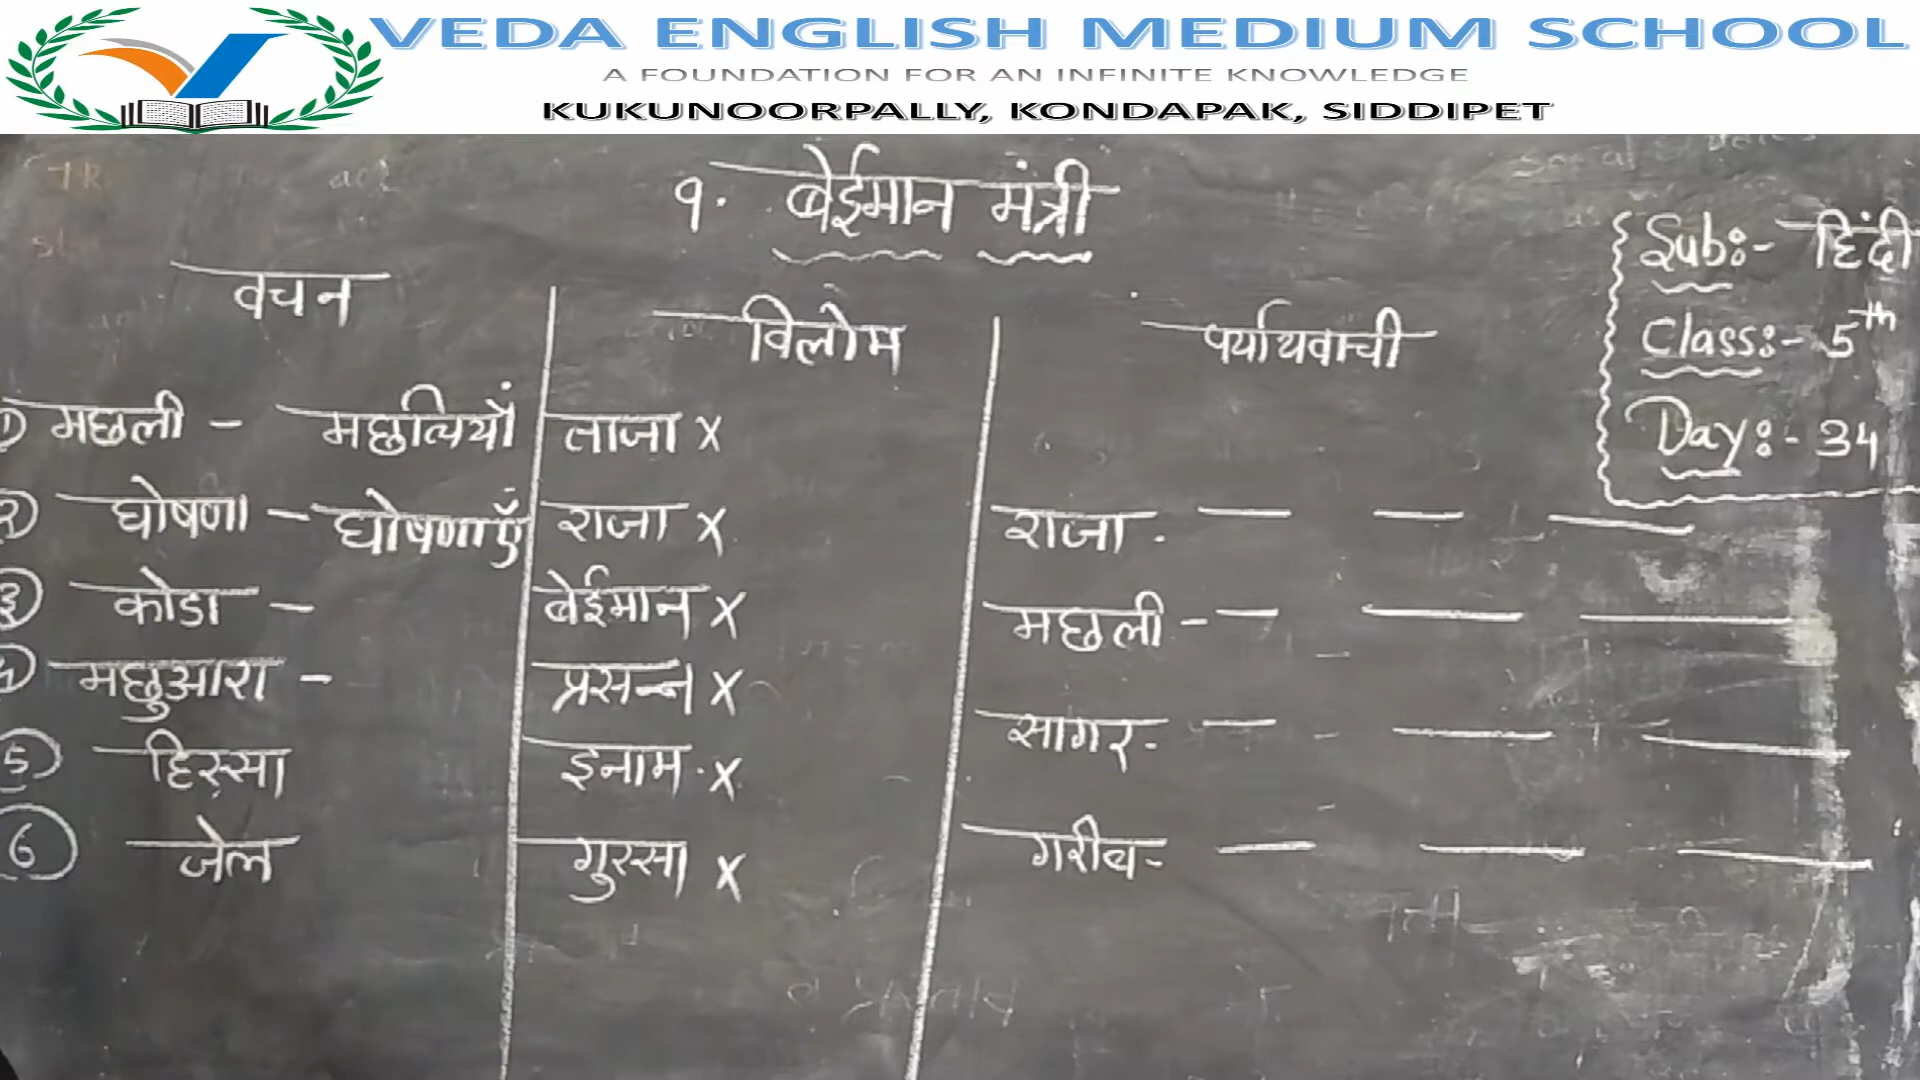 VEDA ENGLISH MEDIUM SCHOOL
A FOUNDATION FOR AN INFINITE KNOWLEDGE
KUKUNOORPALLY, KONDAPAK, SIDDIPET
१. बेईमान मंत्री
Sub:- हिंदी
Class:- 5th
Day:- 34
वचन
विलोम
पर्यायवाची
① मछली - मछलियाँ
② घोषणा - घोषणाएँ
③ कोडा -
④ मछुआरा -
⑤ हिस्सा
⑥ जेल
ताजा x
राजा x
बेईमान x
प्रसन्न x
इनाम x
गुस्सा x
राजा - — — —
मछली - — — —
सागर - — — —
गरीब - — — —